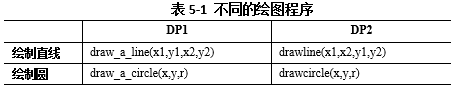 表 5-1 不同的绘图程序
DP1 DP2
绘制直线 draw_a_line(x1,y1,x2,y2) drawline(x1,x2,y1,y2)
绘制圆 draw_a_circle(x,y,r) drawcircle(x,y,r)